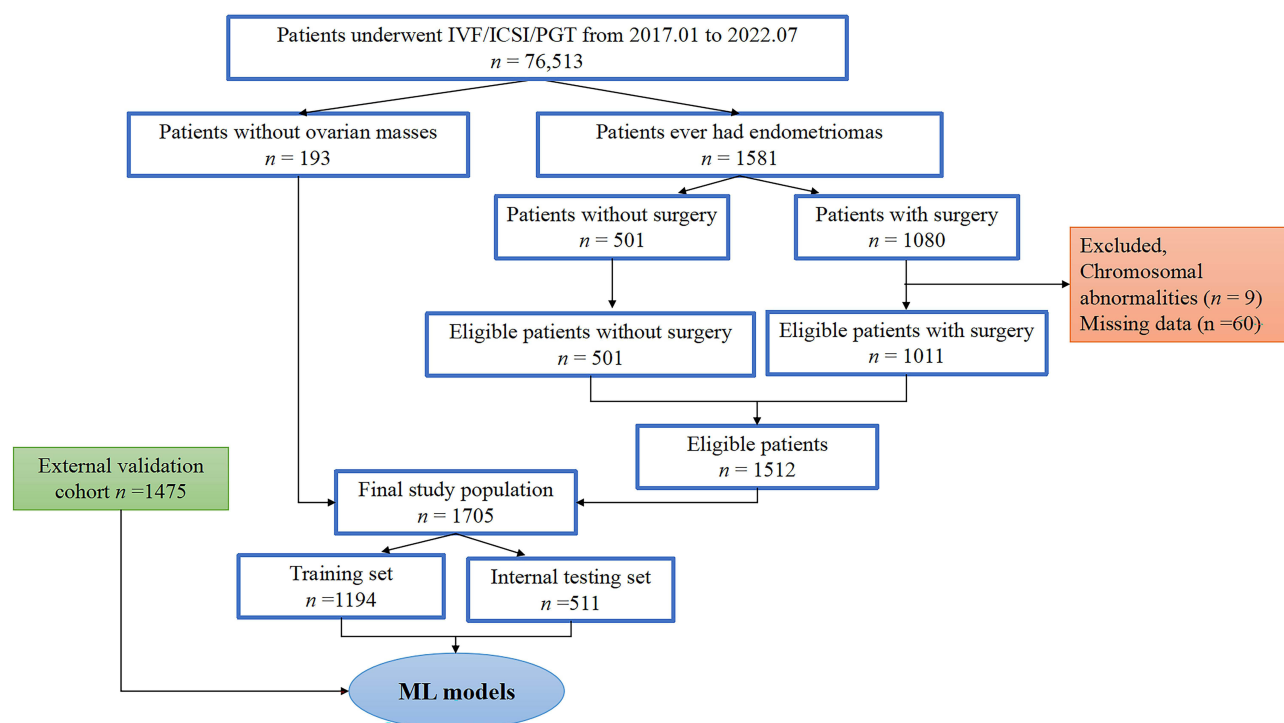 Patients underwent IVF/ICSI/PGT from 2017.01 to 2022.07
n = 76,513
Patients without ovarian masses
n = 193
Patients ever had endometriomas
n = 1581
Patients without surgery
n = 501
Patients with surgery
n = 1080
Excluded,
Chromosomal
abnormalities (n = 9)
Missing data (n =60)
Eligible patients without surgery
n = 501
Eligible patients with surgery
n = 1011
Eligible patients
n = 1512
External validation
cohort n =1475
Final study population
n = 1705
Training set
n =1194
Internal testing set
n =511
ML models